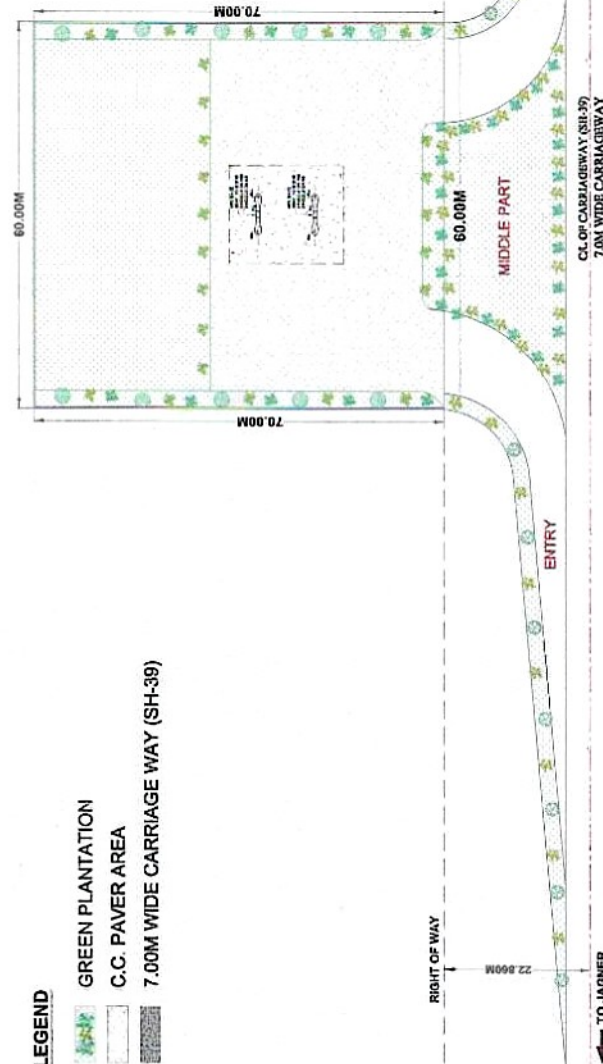 70.00M
60.00M
60.00M
MIDDLE PART
C/L OF CARRIAGEWAY (SH-39)
7.0M WIDE CARRIAGEWAY
70.00M
ENTRY
LEGEND
GREEN PLANTATION
C.C. PAVER AREA
7.00M WIDE CARRIAGE WAY (SH-39)
RIGHT OF WAY
22.860M
TO JAGNER